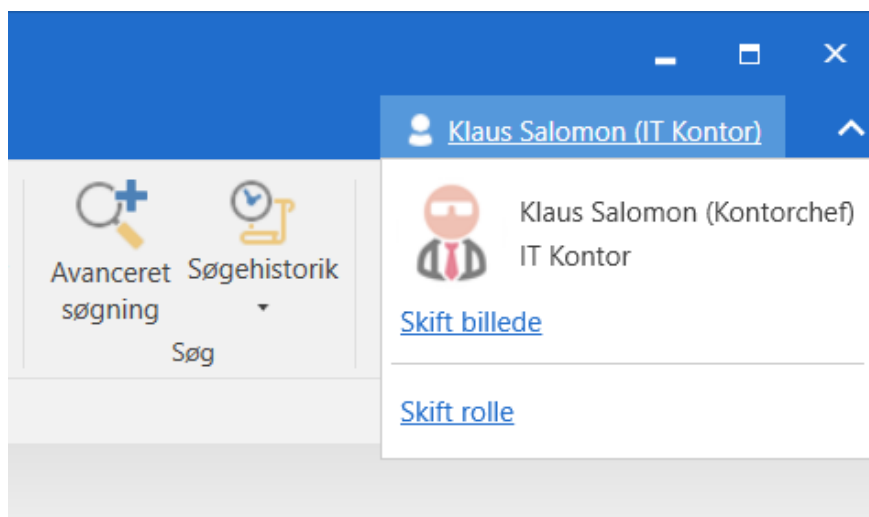 Klaus Salomon (IT Kontor)
Klaus Salomon (Kontorchef)
IT Kontor
Skift billede
Skift rolle
Avanceret
søgning
Søgehistorik
Søg